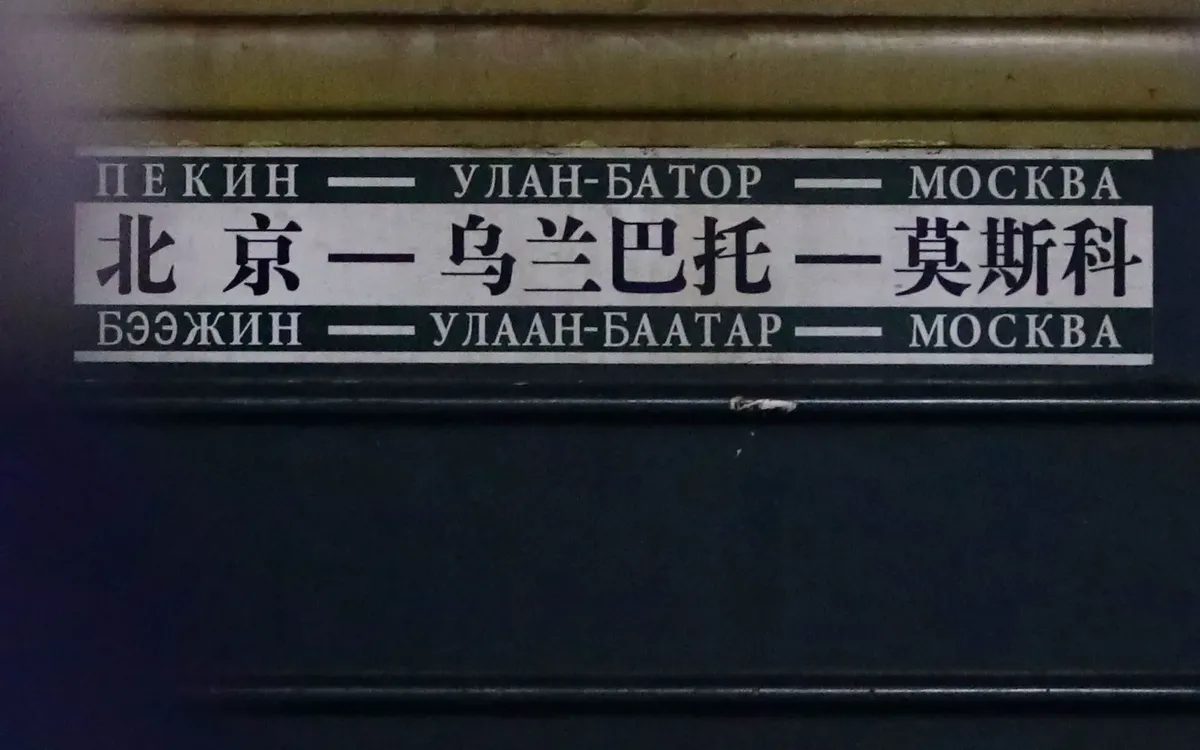 ПЕКИН — УЛАН-БАТОР — МОСКВА
北京 — 乌兰巴托 — 莫斯科
БЭЭЖИН — УЛААН-БААТАР — МОСКВА